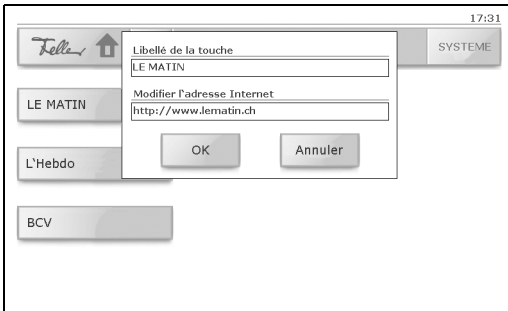 17:31
Feller
SYSTEME
Libellé de la touche
LE MATIN
Modifier l`adresse Internet
http://www.lematin.ch
OK
Annuler
LE MATIN
L`Hebdo
BCV